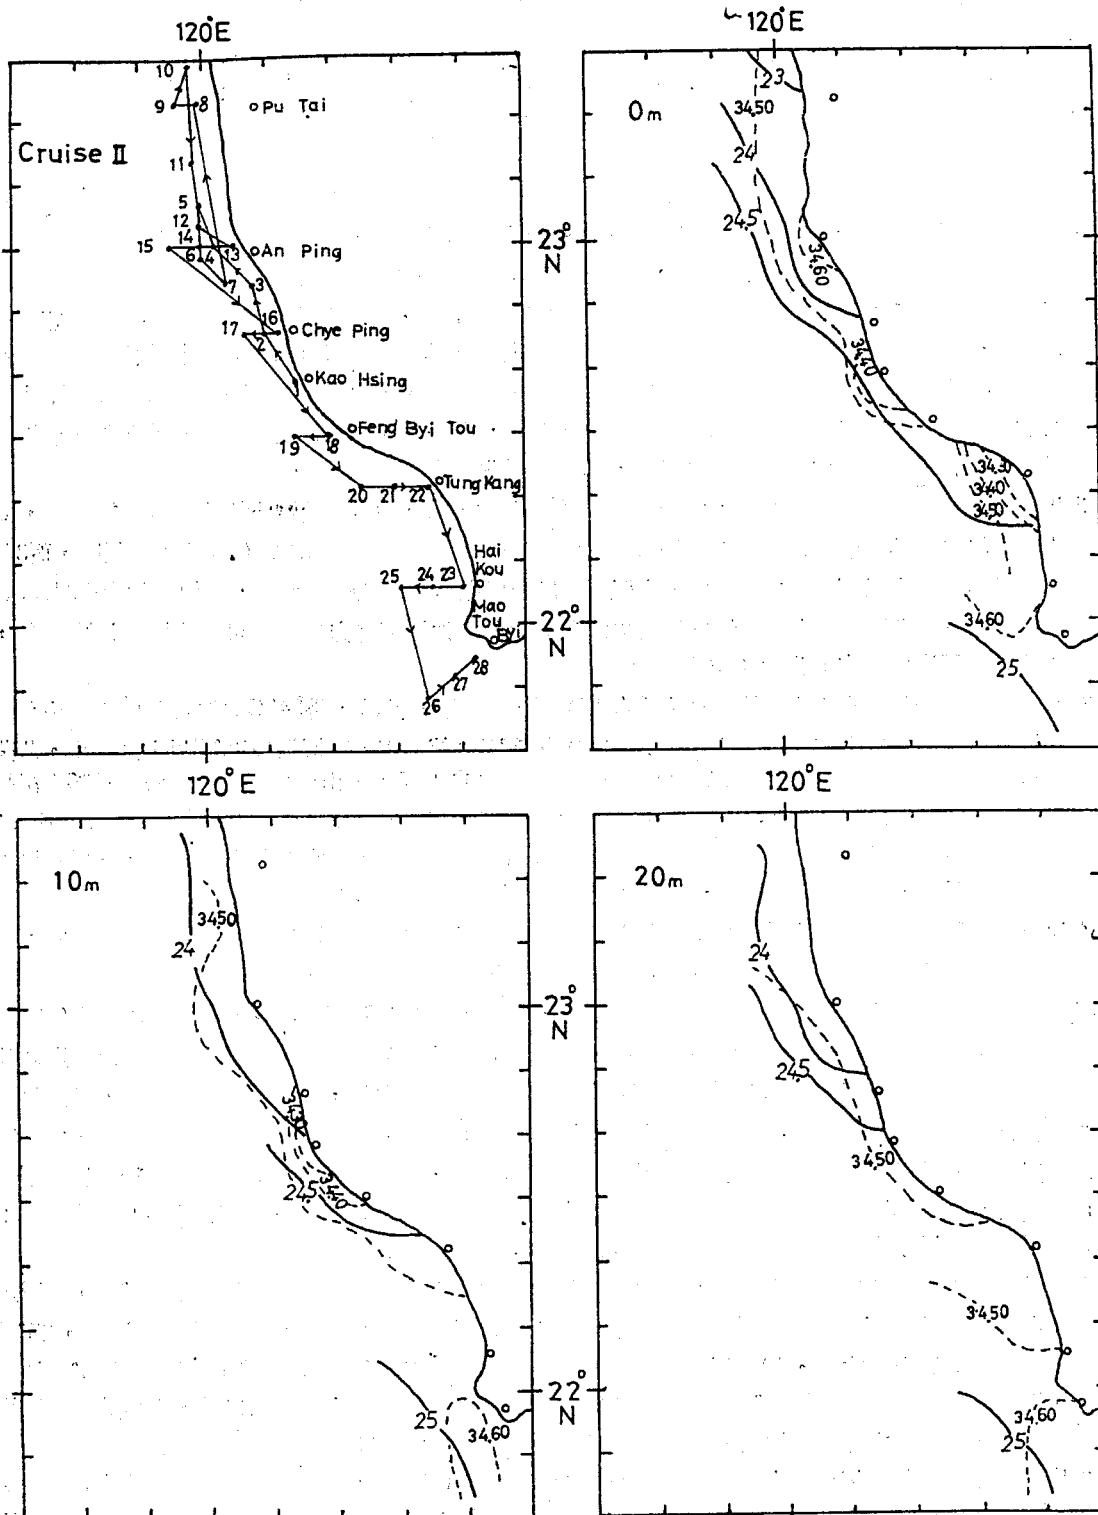 120°E
10
9
8
Pu Tai
Cruise II
11
5
12
15
14
13
An Ping
6
4
7
3
16
17
2
Chye Ping
Kao Hsing
Feng Byi Tou
19
18
20
21
22
Tung Kang
Hai
Kou
25
24
23
Mao
Tou
Byi
28
27
26
23°
N
22°
N
120°E
0m
23
34.50
24
24.5
34.60
34.40
34.30
34.40
34.50
34.60
25
120°E
10m
34.50
24
34.30
34.40
24.5
25
34.60
23°
N
22°
N
120°E
20m
24
24.5
34.50
34.50
34.60
25